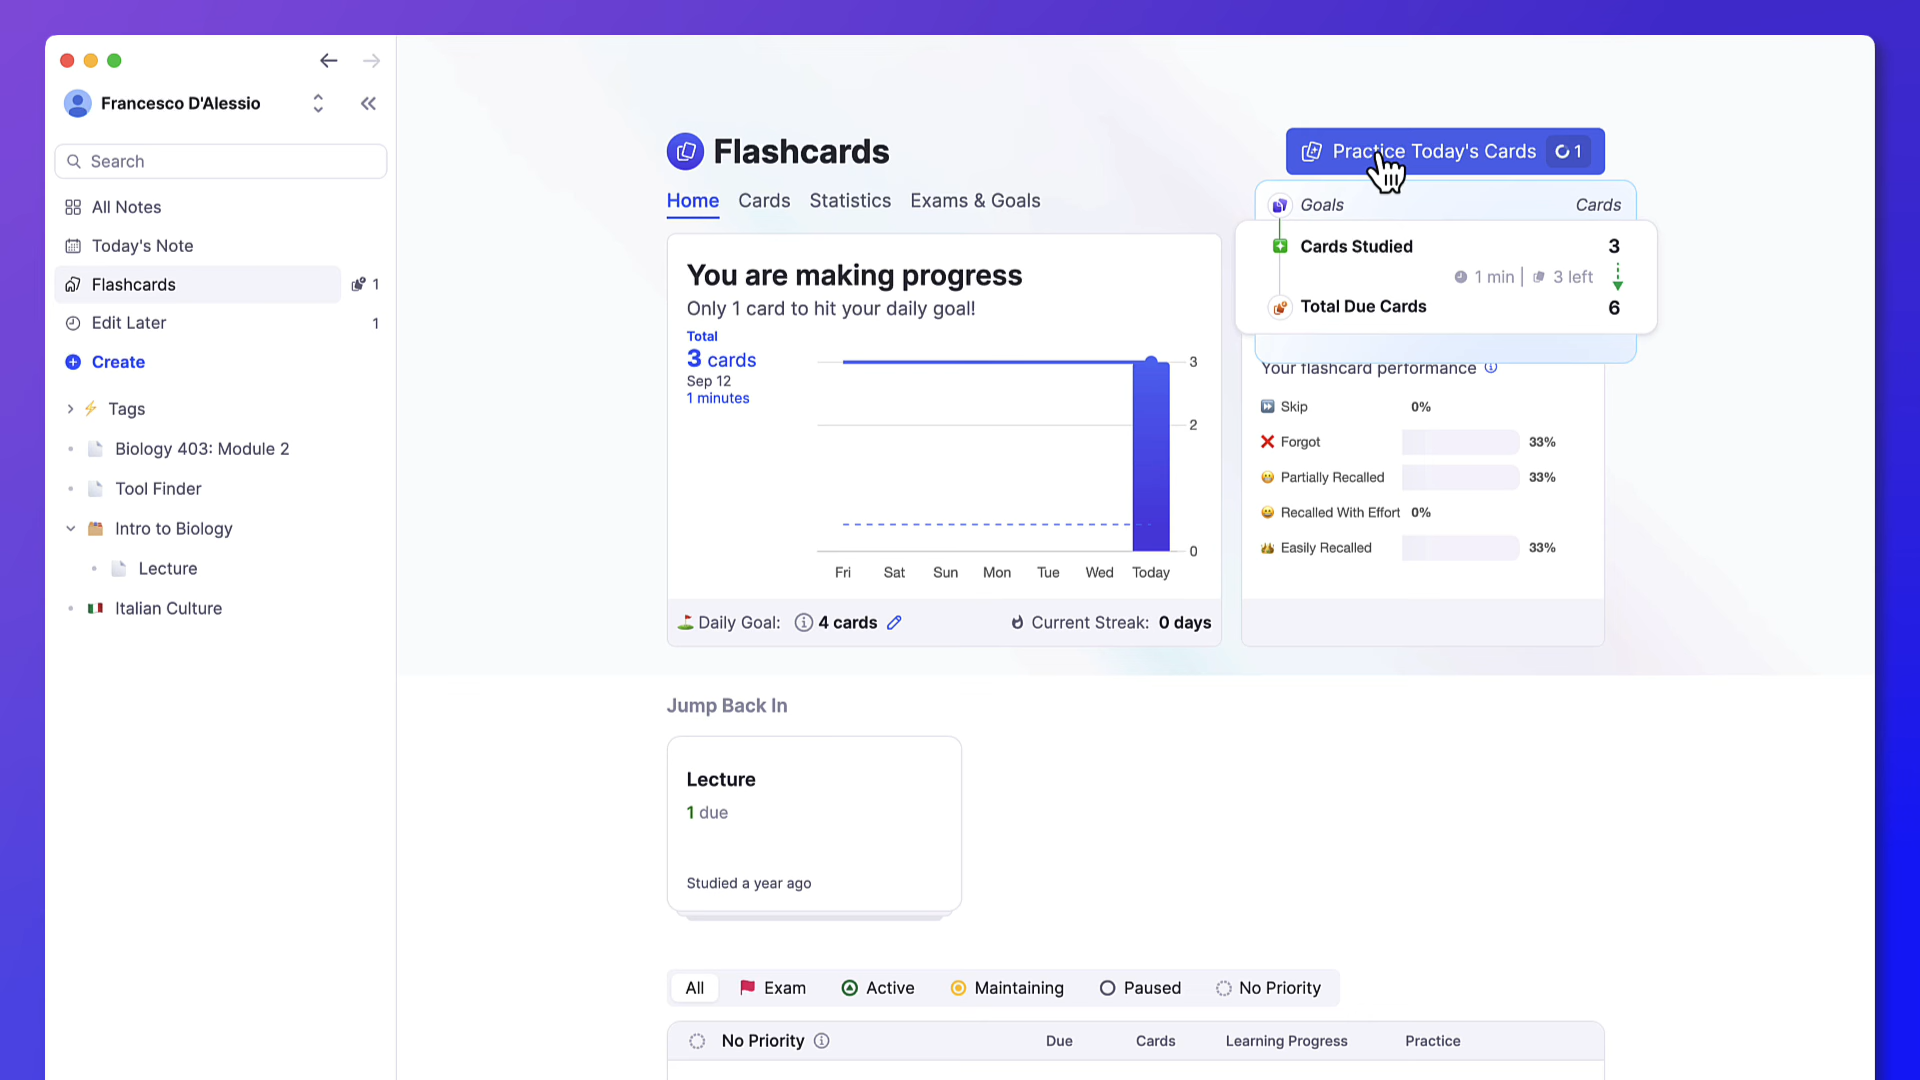 Francesco D'Alessio
Search
All Notes
Today's Note
Flashcards 1
Edit Later 1
Create
Tags
Biology 403: Module 2
Tool Finder
Intro to Biology
Lecture
Italian Culture
Flashcards
Practice Today's Cards 1
Home Cards Statistics Exams & Goals
Goals Cards
Cards Studied 3
1 min | 3 left
Total Due Cards 6
You are making progress
Only 1 card to hit your daily goal!
Total
3 cards
Sep 12
1 minutes
3
2
0
Fri Sat Sun Mon Tue Wed Today
Daily Goal: 4 cards Current Streak: 0 days
Your flashcard performance
Skip 0%
Forgot 33%
Partially Recalled 33%
Recalled With Effort 0%
Easily Recalled 33%
Jump Back In
Lecture
1 due
Studied a year ago
All Exam Active Maintaining Paused No Priority
No Priority Due Cards Learning Progress Practice